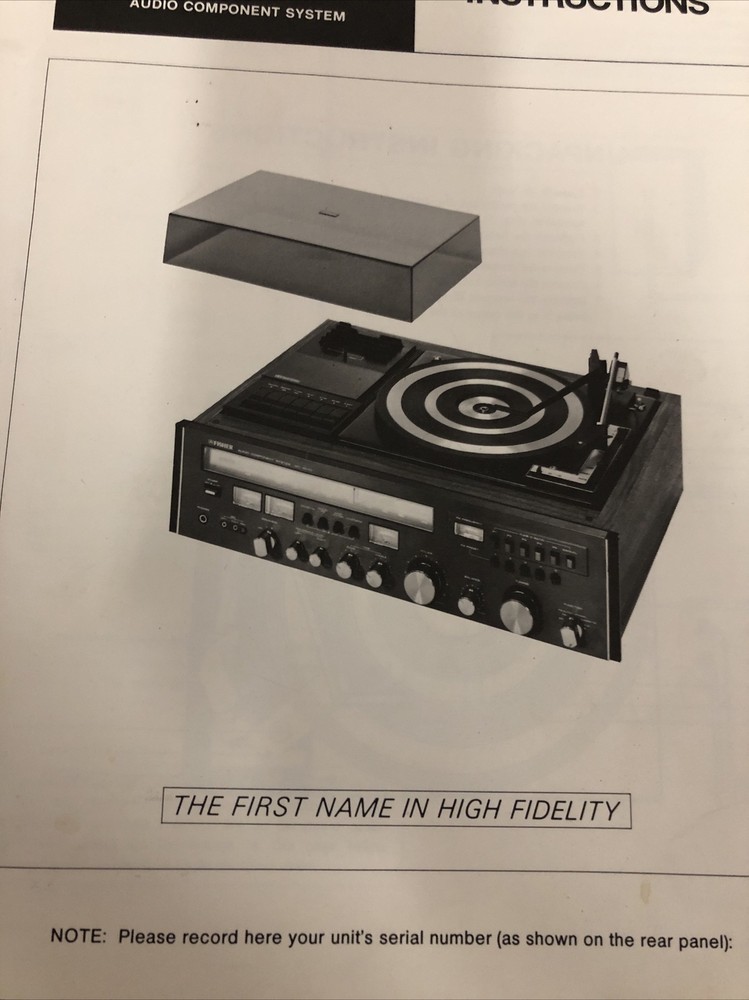 AUDIO COMPONENT SYSTEM
INSTRUCTIONS
FISHER
THE FIRST NAME IN HIGH FIDELITY
NOTE: Please record here your unit's serial number (as shown on the rear panel):